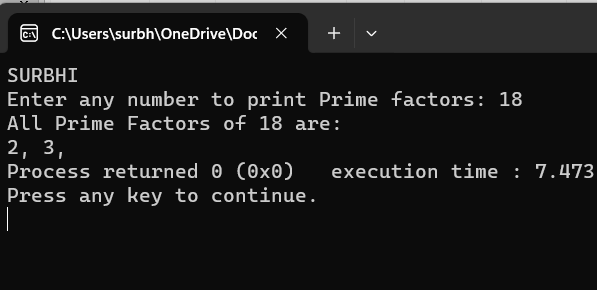 C:\Users\surbh\OneDrive\Doc
SURBHI
Enter any number to print Prime factors: 18
All Prime Factors of 18 are:
2, 3,
Process returned 0 (0x0)   execution time : 7.473
Press any key to continue.